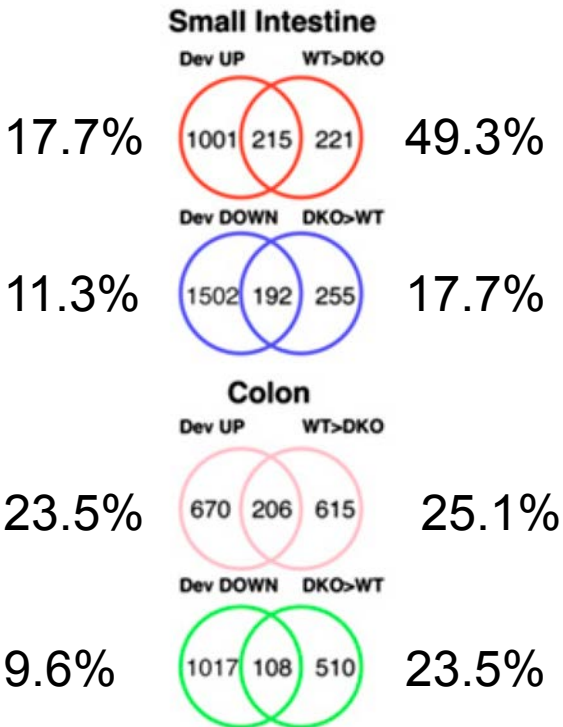 Small Intestine
Dev UP WT>DKO
17.7% 1001 215 221 49.3%
Dev DOWN DKO>WT
11.3% 1502 192 255 17.7%
Colon
Dev UP WT>DKO
23.5% 670 206 615 25.1%
Dev DOWN DKO>WT
9.6% 1017 108 510 23.5%